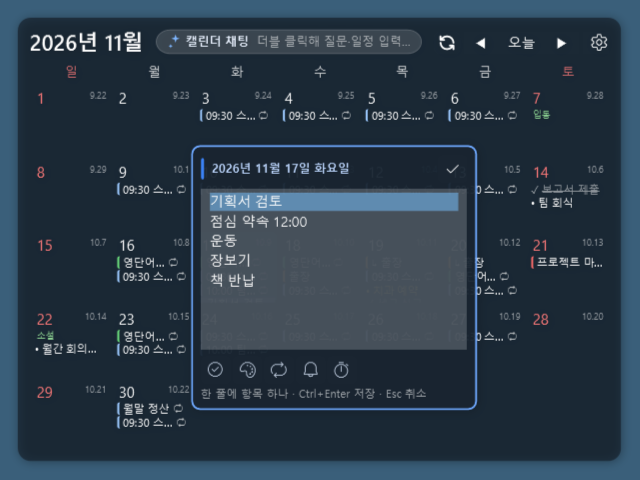 2026년 11월 캘린더 채팅 더블 클릭해 질문·일정 입력... 오늘
일 월 화 수 목 금 토
1 9.22 2 9.23 3 9.24 4 9.25 5 9.26 6 9.27 7 9.28
09:30 스... 09:30 스... 09:30 스... 09:30 스... 입동
8 9.29 9 10.1 10.5 14 10.6
09:30 스... 09:30 스... 보고서 제출
• 팀 회식
15 10.7 16 10.8 10.12 21 10.13
영단어... 프로젝트 마...
09:30 스...
22 10.14 23 10.15 10.19 28 10.20
소설 영단어...
• 월간 회의... 09:30 스...
29 10.21 30 10.22
월말 정산
09:30 스...
2026년 11월 17일 화요일
기획서 검토
점심 약속 12:00
운동
장보기
책 반납
한 줄에 항목 하나 · Ctrl+Enter 저장 · Esc 취소